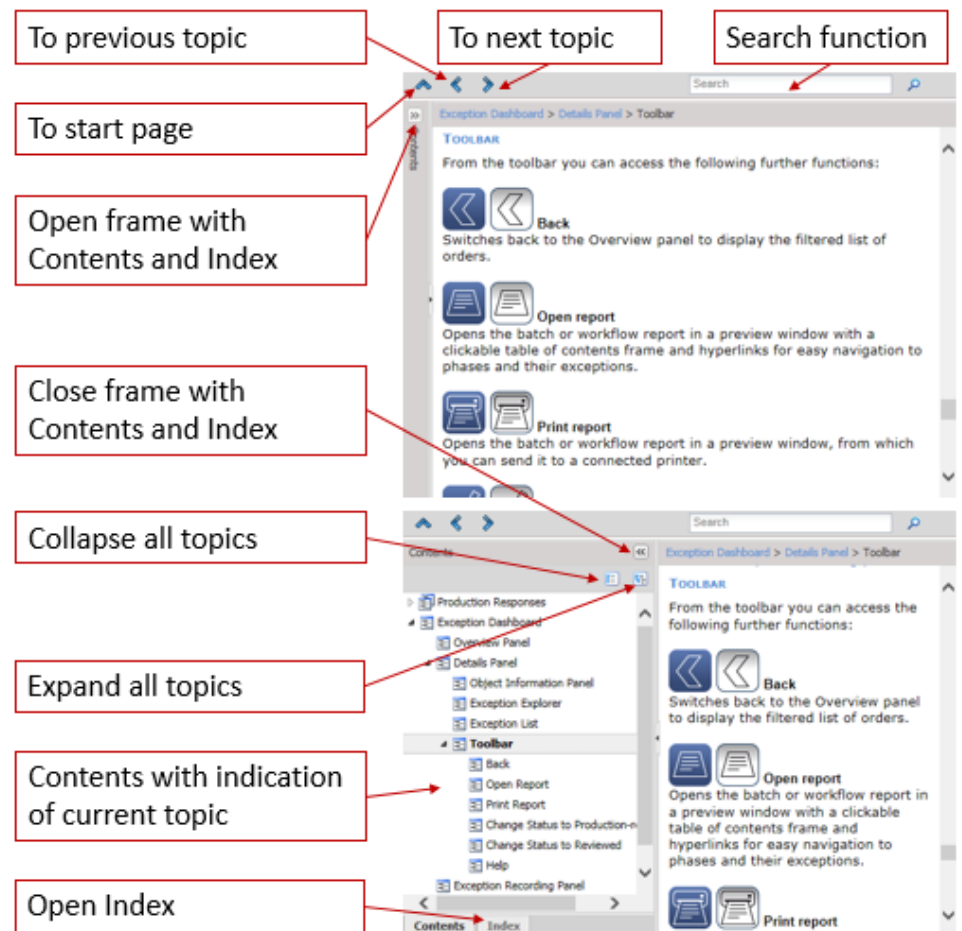 To previous topic
To next topic
Search function
To start page
Open frame with
Contents and Index
Close frame with
Contents and Index
Collapse all topics
Expand all topics
Contents with indication
of current topic
Open Index
Search
Exception Dashboard > Details Panel > Toolbar
Contents
TOOLBAR
From the toolbar you can access the following further functions:
Back
Switches back to the Overview panel to display the filtered list of
orders.
Open report
Opens the batch or workflow report in a preview window with a
clickable table of contents frame and hyperlinks for easy navigation to
phases and their exceptions.
Print report
Opens the batch or workflow report in a preview window, from which
you can send it to a connected printer.
Search
Contents
Exception Dashboard > Details Panel > Toolbar
Production Responses
Exception Dashboard
Overview Panel
Details Panel
Object Information Panel
Exception Explorer
Exception List
Toolbar
Back
Open Report
Print Report
Change Status to Production-
Change Status to Reviewed
Help
Exception Recording Panel
Contents
Index
TOOLBAR
From the toolbar you can access the
following further functions:
Back
Switches back to the Overview panel
to display the filtered list of orders.
Open report
Opens the batch or workflow report in
a preview window with a clickable
table of contents frame and
hyperlinks for easy navigation to
phases and their exceptions.
Print report